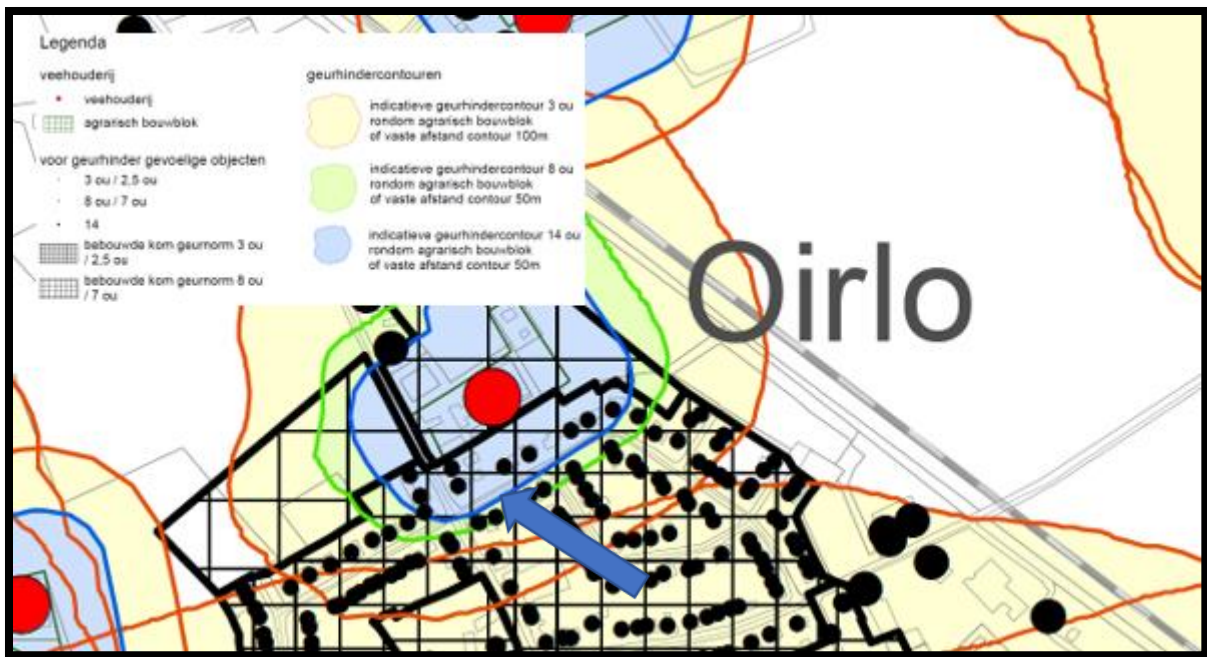 Legenda
veehouderij
veehouderij
agrarisch bouwblok
voor geurhinder gevoelige objecten
3 ou / 2,5 ou
8 ou / 7 ou
14
bebouwde kom geurnorm 3 ou
/ 2,5 ou
bebouwde kom geurnorm 8 ou
/ 7 ou
geurhindercontouren
indicatieve geurhindercontour 3 ou
rondom agrarisch bouwblok
of vaste afstand contour 100m
indicatieve geurhindercontour 8 ou
rondom agrarisch bouwblok
of vaste afstand contour 50m
indicatieve geurhindercontour 14 ou
rondom agrarisch bouwblok
of vaste afstand contour 50m
Oirlo